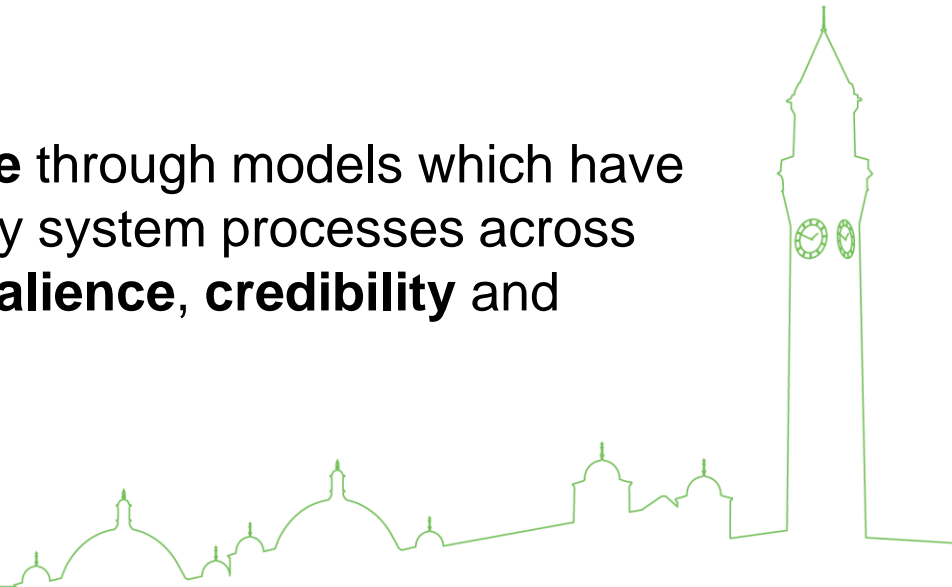 e through models which have
y system processes across
alience, credibility and